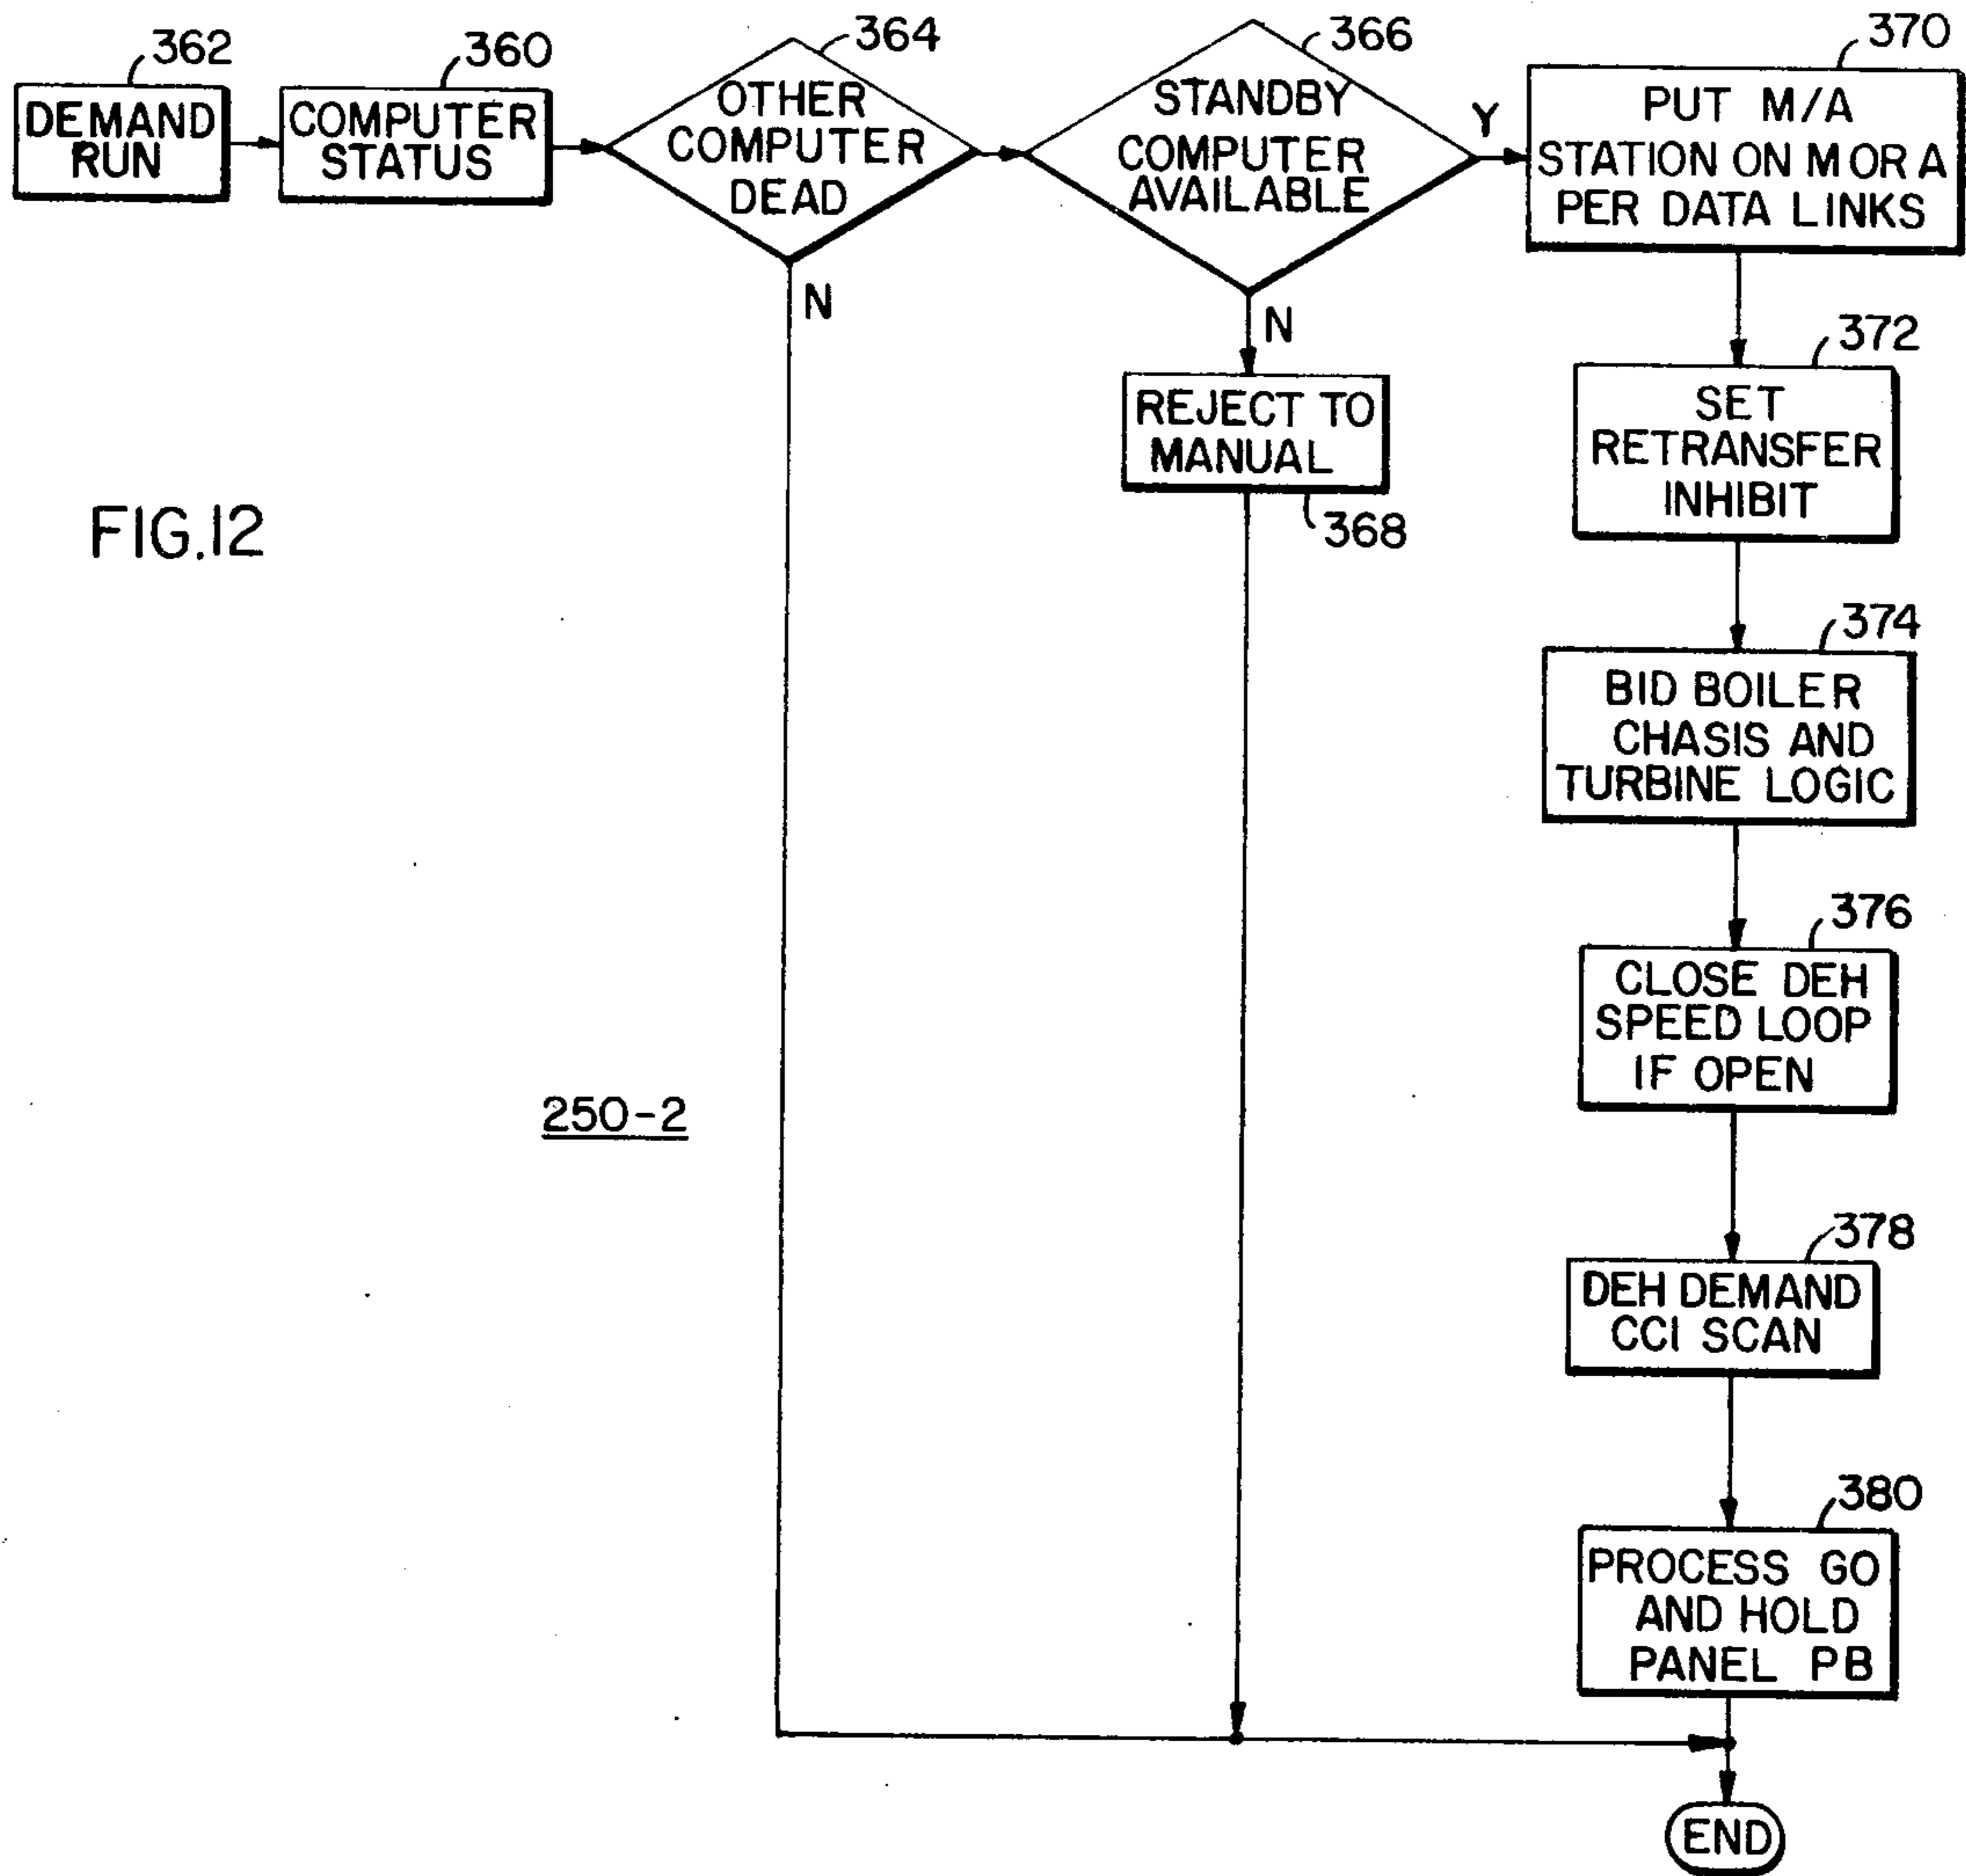 362
DEMAND
RUN
360
COMPUTER
STATUS
364
OTHER
COMPUTER
DEAD
N
366
STANDBY
COMPUTER
AVAILABLE
Y
N
REJECT TO
MANUAL
368
370
PUT M/A
STATION ON M OR A
PER DATA LINKS
372
SET
RETRANSFER
INHIBIT
374
BID BOILER
CHASIS AND
TURBINE LOGIC
376
CLOSE DEH
SPEED LOOP
IF OPEN
378
DEH DEMAND
CCI SCAN
380
PROCESS GO
AND HOLD
PANEL PB
END
FIG.12
250-2